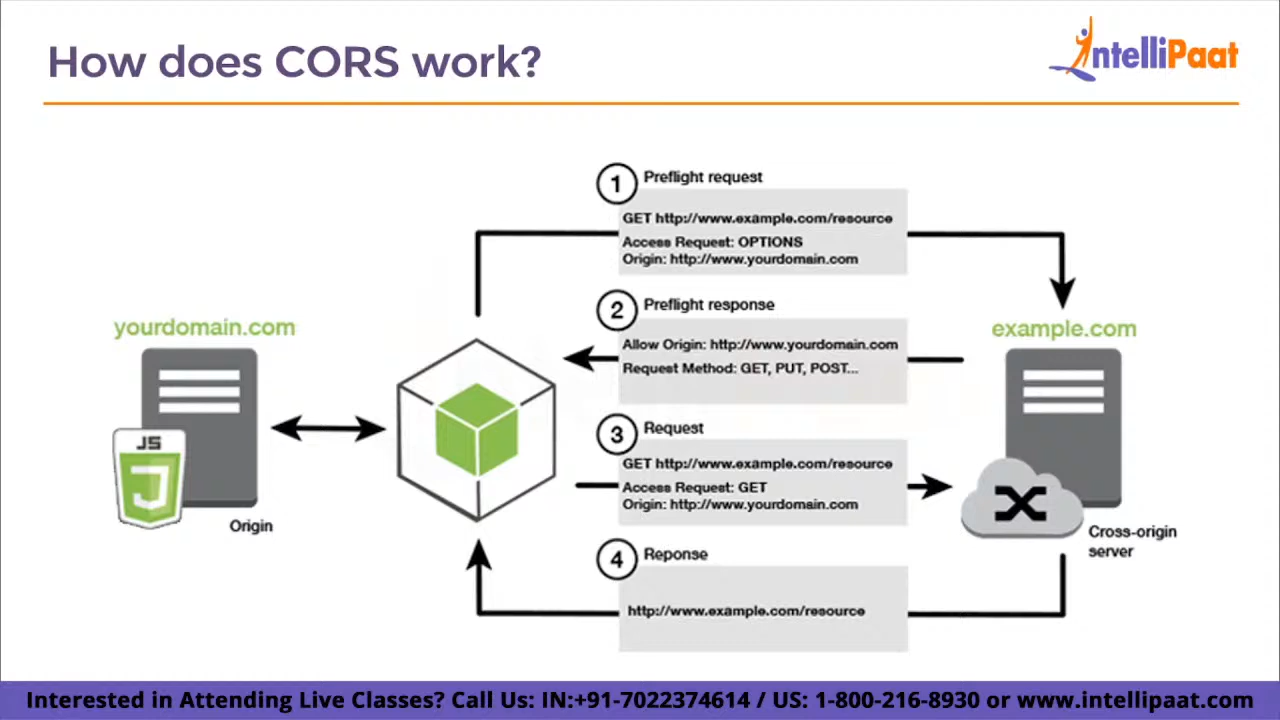 How does CORS work?
IntelliPaat
1
Preflight request
GET http://www.example.com/resource
Access Request: OPTIONS
Origin: http://www.yourdomain.com
2
Preflight response
Allow Origin: http://www.yourdomain.com
Request Method: GET, PUT, POST...
yourdomain.com
JS
Origin
example.com
Cross-origin
server
3
Request
GET http://www.example.com/resource
Access Request: GET
Origin: http://www.yourdomain.com
4
Reponse
http://www.example.com/resource
Interested in Attending Live Classes? Call Us: IN:+91-7022374614 / US: 1-800-216-8930 or www.intellipaat.com